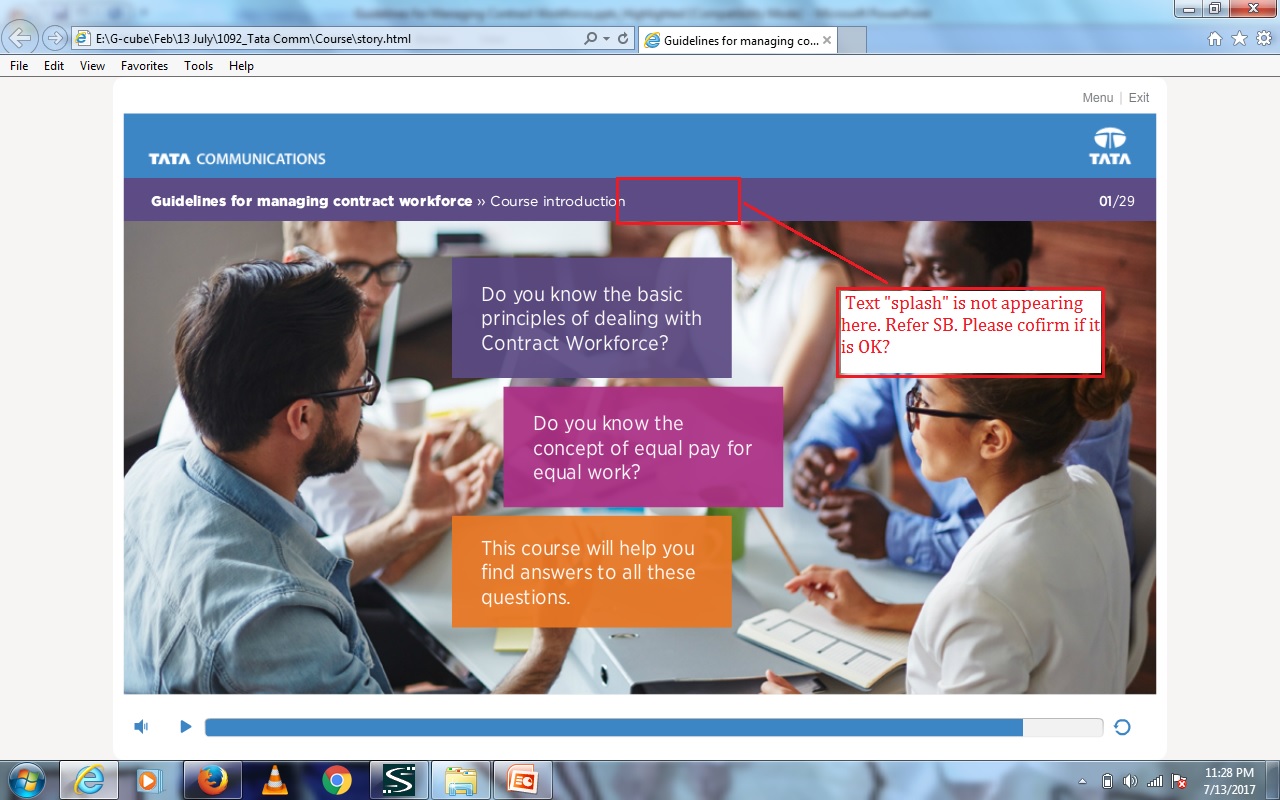 E:\G-cube\Feb\13 July\1092_Tata Comm\Course\story.html
Guidelines for managing co...
File Edit View Favorites Tools Help
Menu | Exit
TATA COMMUNICATIONS
TATA
Guidelines for managing contract workforce ›› Course introduction
01/29
Text "splash" is not appearing
here. Refer SB. Please cofirm if it
is OK?
Do you know the basic
principles of dealing with
Contract Workforce?
Do you know the
concept of equal pay for
equal work?
This course will help you
find answers to all these
questions.
11:28 PM
7/13/2017